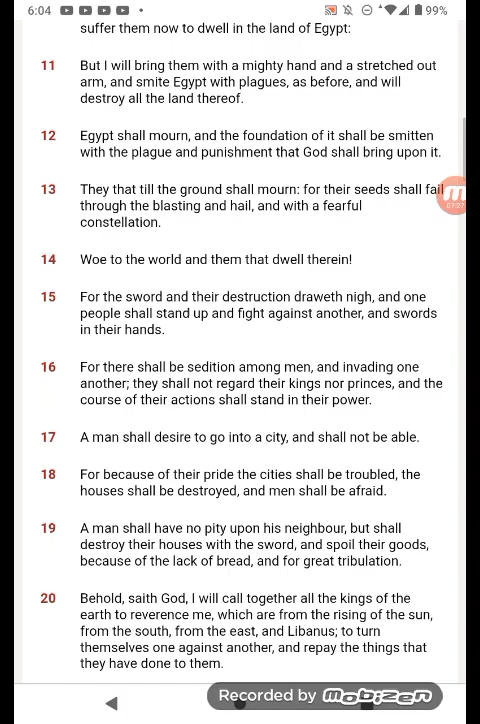 6:04
99%
suffer them now to dwell in the land of Egypt:
11 But I will bring them with a mighty hand and a stretched out
arm, and smite Egypt with plagues, as before, and will
destroy all the land thereof.
12 Egypt shall mourn, and the foundation of it shall be smitten
with the plague and punishment that God shall bring upon it.
13 They that till the ground shall mourn: for their seeds shall fail
through the blasting and hail, and with a fearful
constellation.
14 Woe to the world and them that dwell therein!
15 For the sword and their destruction draweth nigh, and one
people shall stand up and fight against another, and swords
in their hands.
16 For there shall be sedition among men, and invading one
another; they shall not regard their kings nor princes, and the
course of their actions shall stand in their power.
17 A man shall desire to go into a city, and shall not be able.
18 For because of their pride the cities shall be troubled, the
houses shall be destroyed, and men shall be afraid.
19 A man shall have no pity upon his neighbour, but shall
destroy their houses with the sword, and spoil their goods,
because of the lack of bread, and for great tribulation.
20 Behold, saith God, I will call together all the kings of the
earth to reverence me, which are from the rising of the sun,
from the south, from the east, and Libanus; to turn
themselves one against another, and repay the things that
they have done to them.
Recorded by mobizen